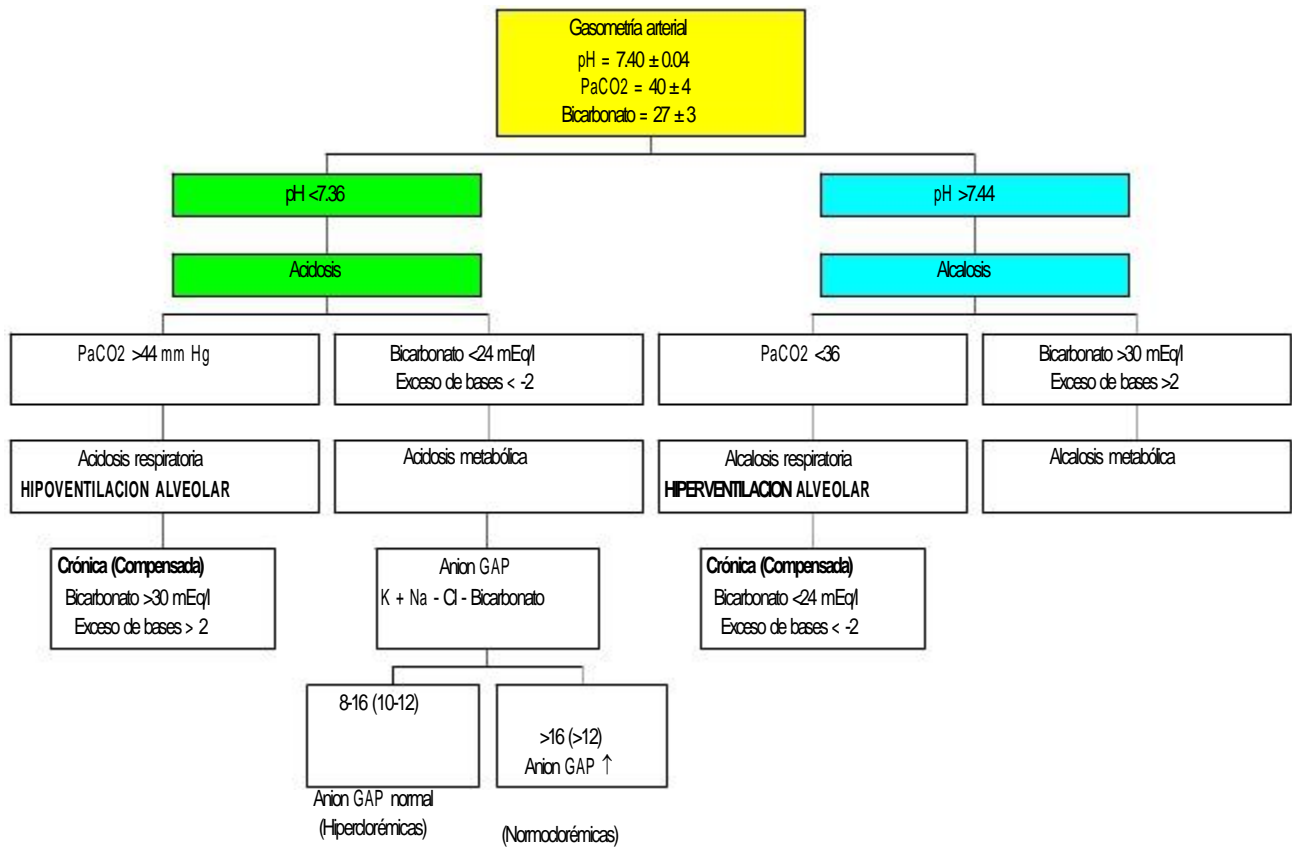 Gasometría arterial
pH = 7.40 ± 0.04
PaCO2 = 40 ± 4
Bicarbonato = 27 ± 3
pH <7.36
pH >7.44
Acidosis
Alcalosis
PaCO2 >44 mm Hg
Bicarbonato <24 mEq/l
Exceso de bases < -2
PaCO2 <36
Bicarbonato >30 mEq/l
Exceso de bases >2
Acidosis respiratoria
HIPOVENTILACION ALVEOLAR
Acidosis metabólica
Alcalosis respiratoria
HIPERVENTILACION ALVEOLAR
Alcalosis metabólica
Crónica (Compensada)
Bicarbonato >30 mEq/l
Exceso de bases > 2
Anion GAP
K + Na - Cl - Bicarbonato
Crónica (Compensada)
Bicarbonato <24 mEq/l
Exceso de bases < -2
8-16 (10-12)
>16 (>12)
Anion GAP ↑
Anion GAP normal
(Hiperclorémicas)
(Normoclorémicas)